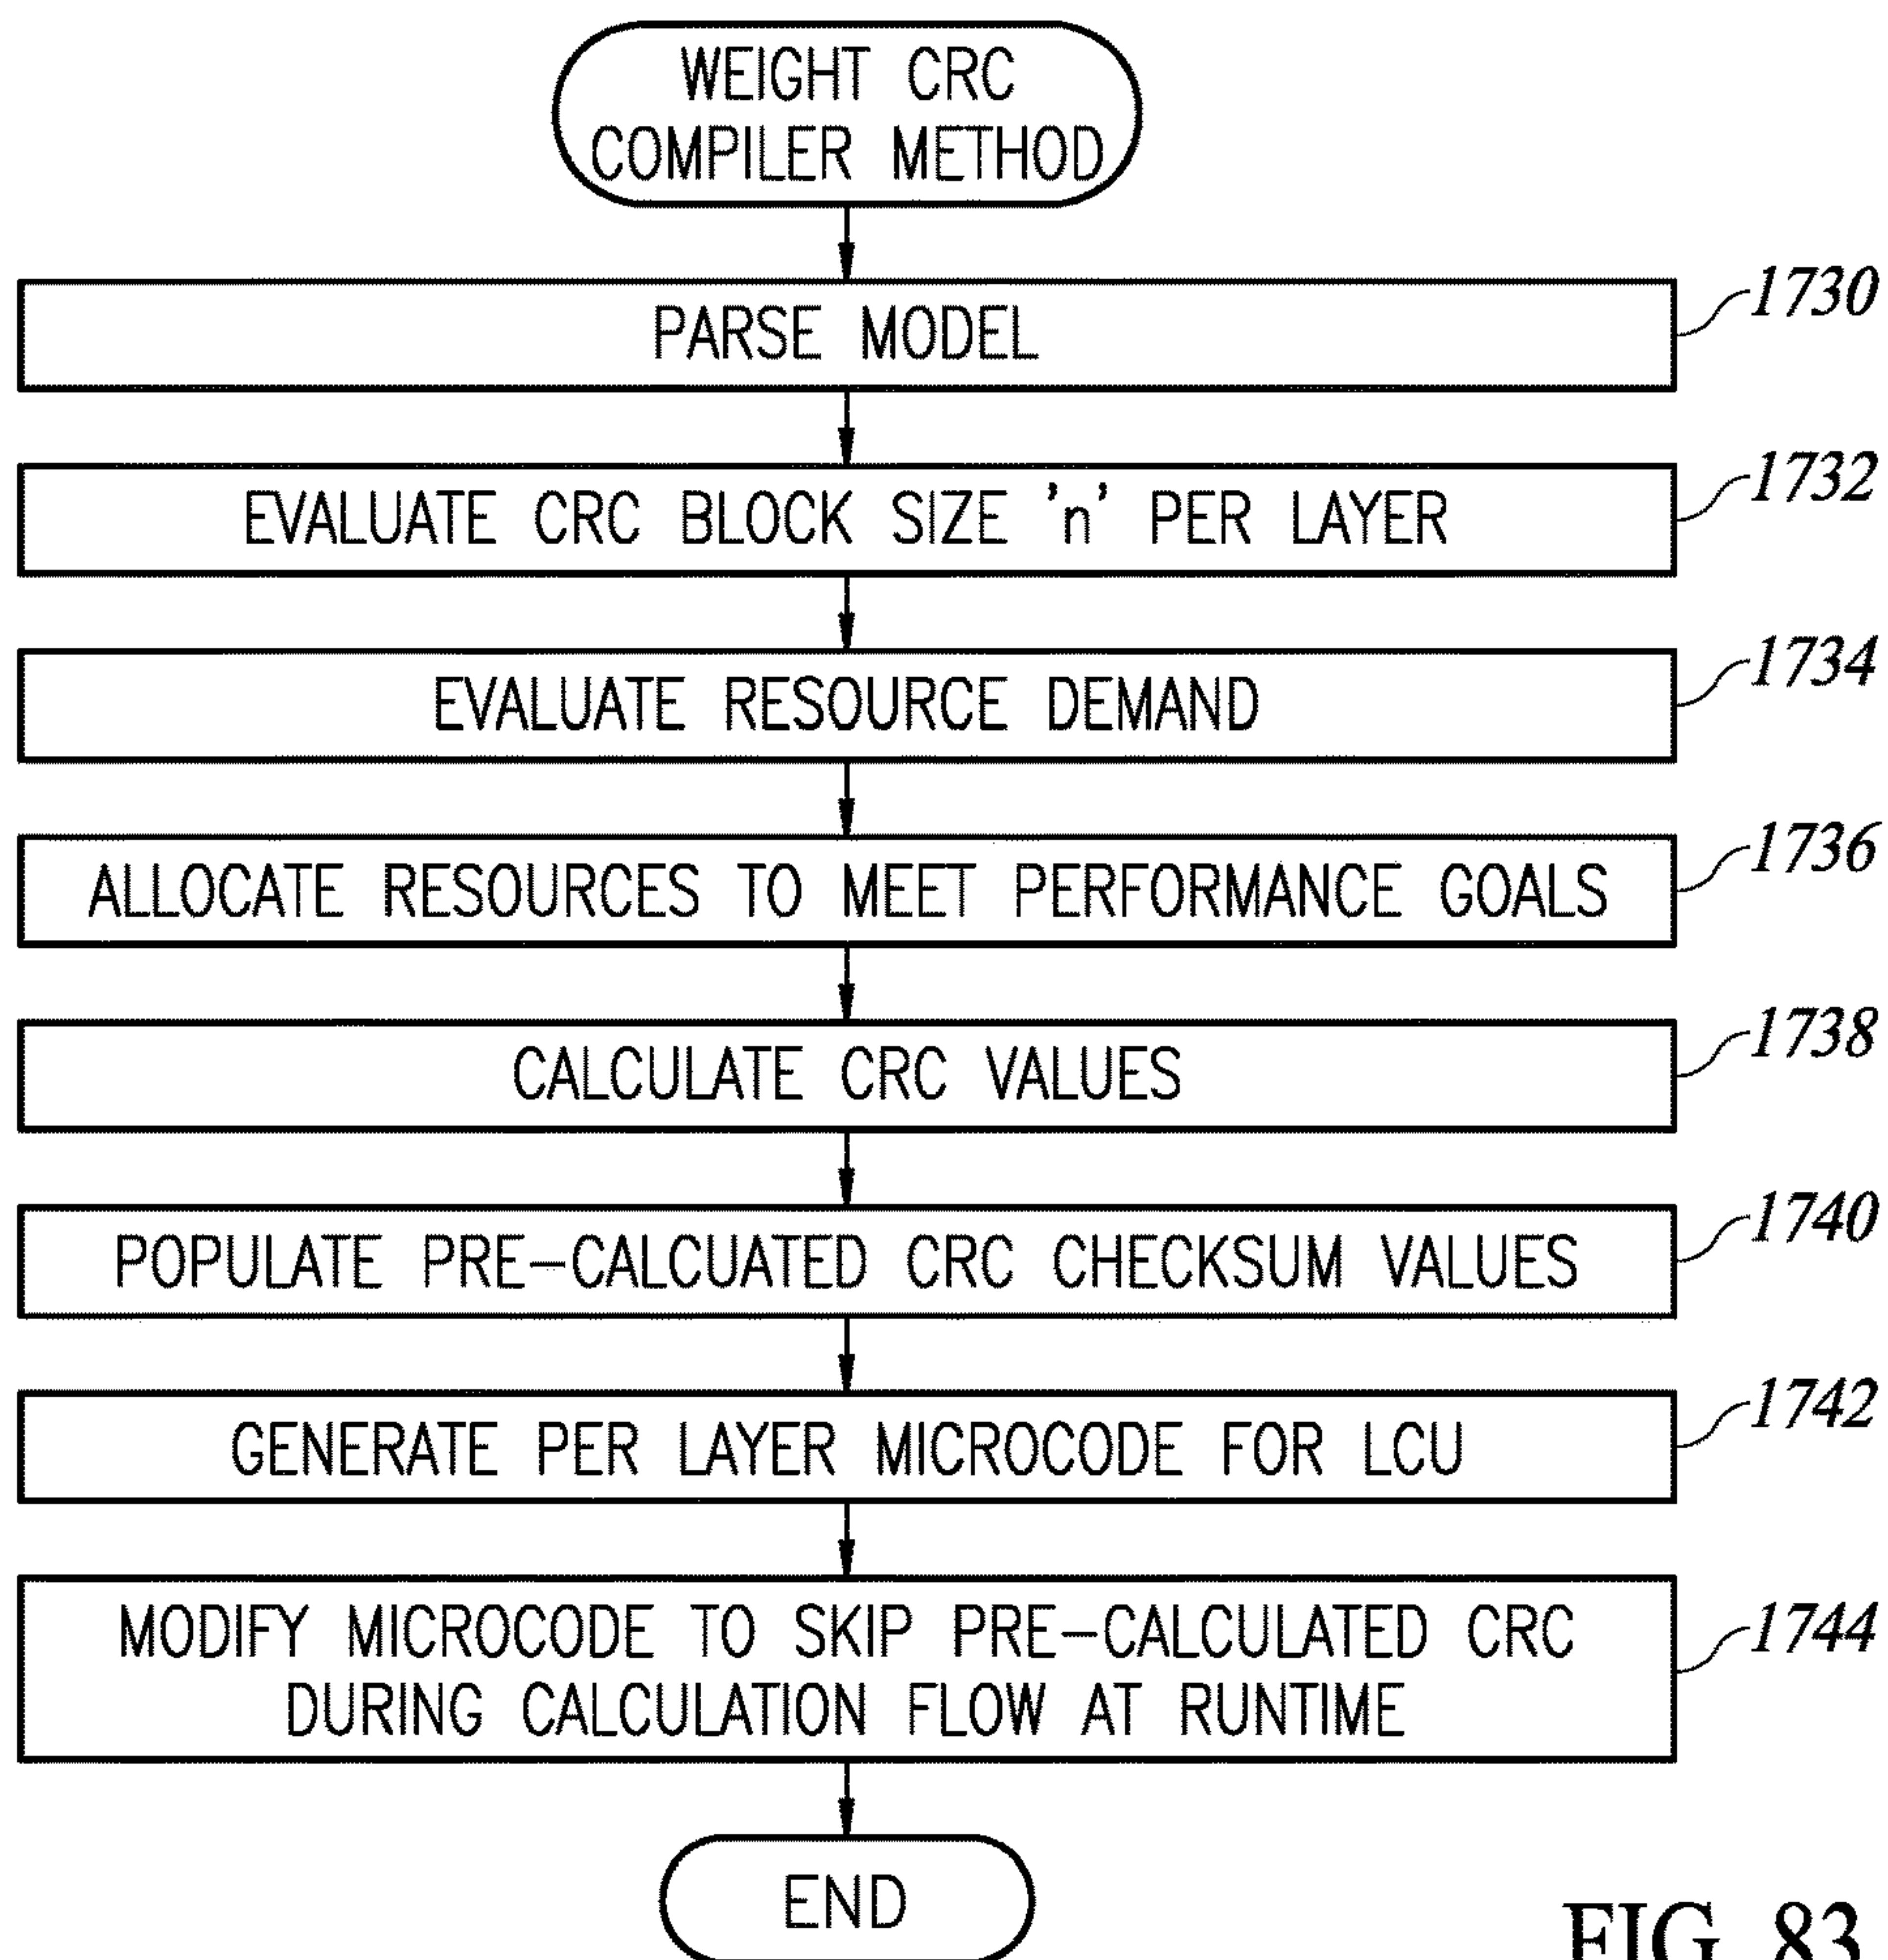 WEIGHT CRC
COMPILER METHOD
PARSE MODEL
1730
EVALUATE CRC BLOCK SIZE 'n' PER LAYER
1732
EVALUATE RESOURCE DEMAND
1734
ALLOCATE RESOURCES TO MEET PERFORMANCE GOALS
1736
CALCULATE CRC VALUES
1738
POPULATE PRE-CALCUATED CRC CHECKSUM VALUES
1740
GENERATE PER LAYER MICROCODE FOR LCU
1742
MODIFY MICROCODE TO SKIP PRE-CALCULATED CRC
DURING CALCULATION FLOW AT RUNTIME
1744
END
FIG. 83